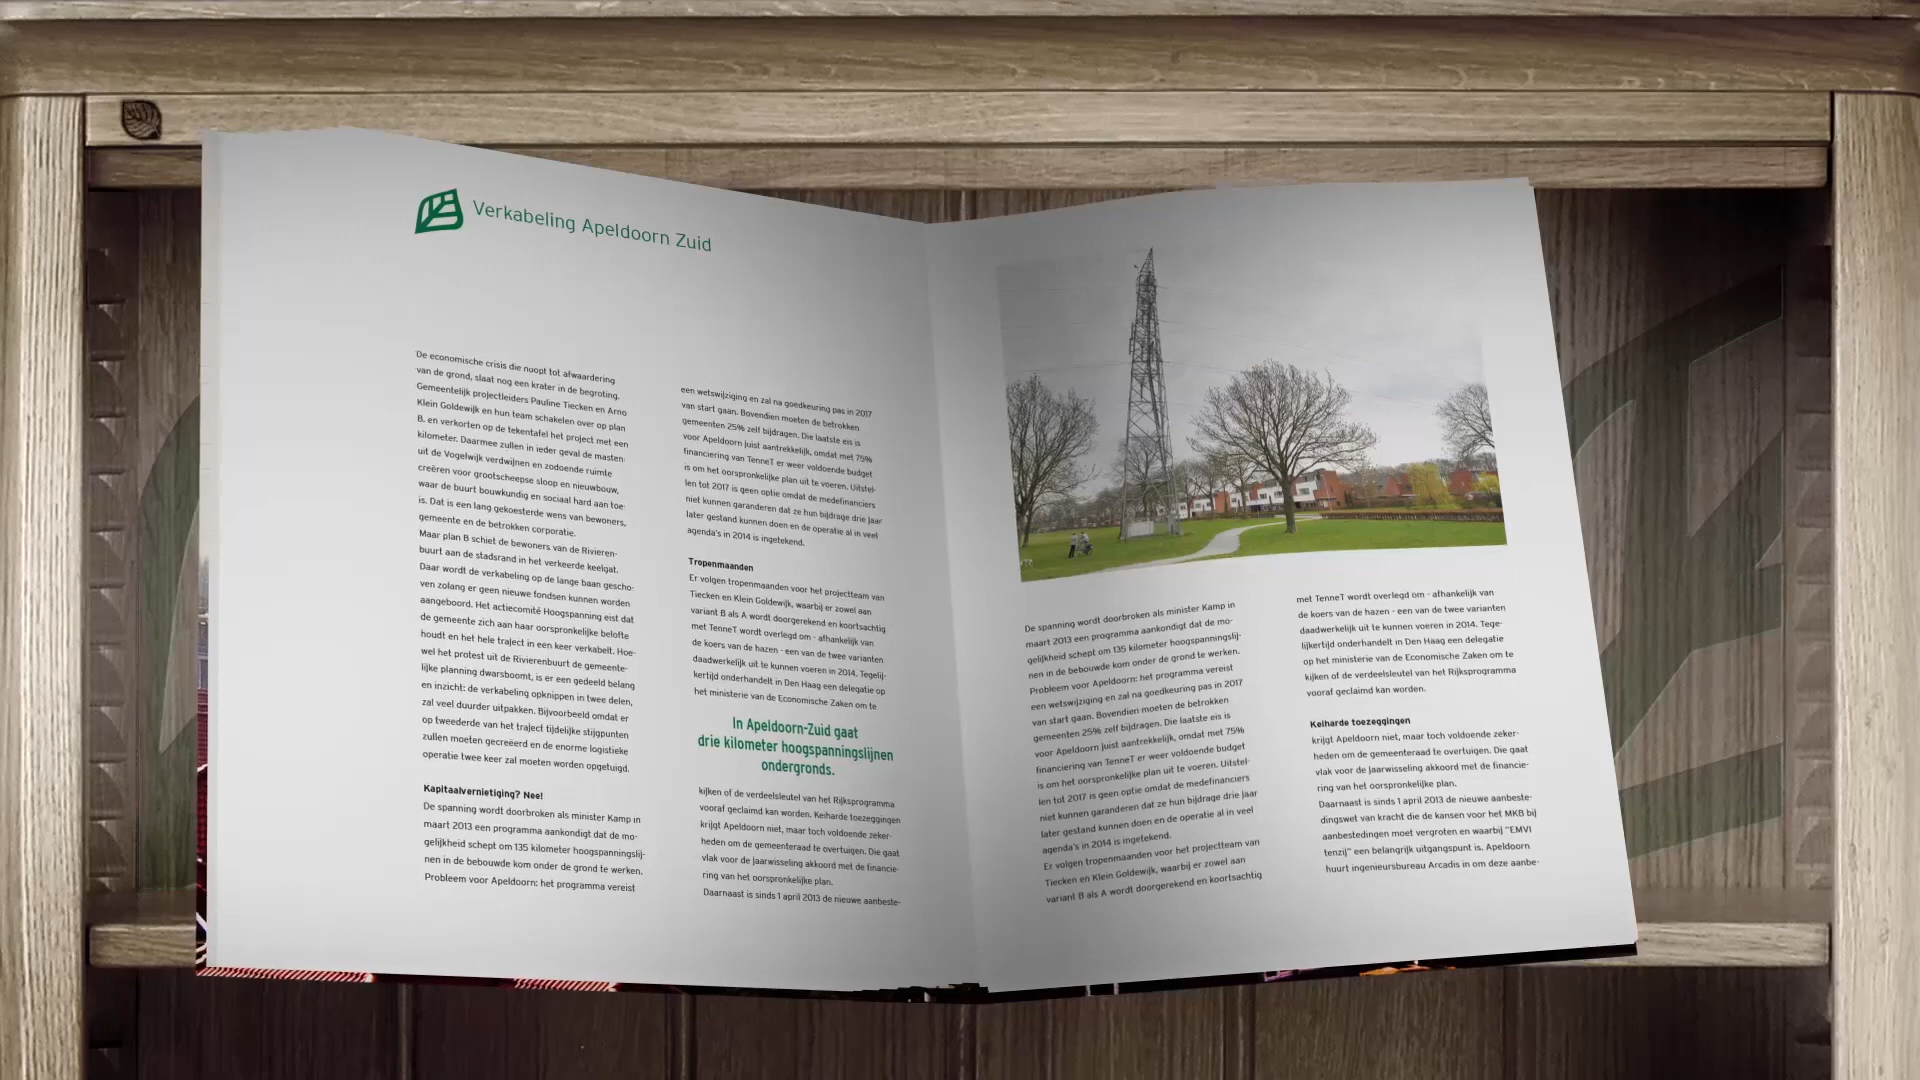 Verkabeling Apeldoorn Zuid
De economische crisis die noopt tot afwaardering
van de grond, slaat nog een krater in de begroting.
Gemeentelijk projectleiders Pauline Tiecken en Arno
Klein Goldewijk en hun team schakelen over op plan
B. en verkorten op de tekentafel het project met een
kilometer. Daarmee zullen in ieder geval de masten
uit de Vogelwijk verdwijnen en zodoende ruimte
creëren voor grootscheepse sloop en nieuwbouw,
waar de buurt bouwkundig en sociaal hard aan toe
is. Dat is een lang gekoesterde wens van bewoners,
gemeente en de betrokken corporatie.
Maar plan B schiet de bewoners van de Rivieren-
buurt aan de stadsrand in het verkeerde keelgat.
Daar wordt de verkabeling op de lange baan gescho-
ven zolang er geen nieuwe fondsen kunnen worden
aangeboord. Het actiecomité Hoogspanning eist dat
de gemeente zich aan haar oorspronkelijke belofte
houdt en het hele traject in een keer verkabelt. Hoe-
wel het protest uit de Rivierenbuurt de gemeente-
lijke planning dwarsboomt, is er een gedeeld belang
en inzicht: de verkabeling opknippen in twee delen,
zal veel duurder uitpakken. Bijvoorbeeld omdat er
op tweederde van het traject tijdelijke stijgpunten
zullen moeten gecreëerd en de enorme logistieke
operatie twee keer zal moeten worden opgetuigd.
Kapitaalvernietiging? Nee!
De spanning wordt doorbroken als minister Kamp in
maart 2013 een programma aankondigt dat de mo-
gelijkheid schept om 135 kilometer hoogspanningslij-
nen in de bebouwde kom onder de grond te werken.
Probleem voor Apeldoorn: het programma vereist
een wetswijziging en zal na goedkeuring pas in 2017
van start gaan. Bovendien moeten de betrokken
gemeenten 25% zelf bijdragen. Die laatste eis is
voor Apeldoorn juist aantrekkelijk, omdat met 75%
financiering van TenneT er weer voldoende budget
is om het oorspronkelijke plan uit te voeren. Uitstel-
len tot 2017 is geen optie omdat de medefinanciers
niet kunnen garanderen dat ze hun bijdrage drie jaar
later gestand kunnen doen en de operatie al in veel
agenda's in 2014 is ingetekend.
Tropenmaanden
Er volgen tropenmaanden voor het projectteam van
Tiecken en Klein Goldewijk, waarbij er zowel aan
variant B als A wordt doorgerekend en koortsachtig
met TenneT wordt overlegd om - afhankelijk van
de koers van de hazen - een van de twee varianten
daadwerkelijk uit te kunnen voeren in 2014. Tegelij-
kertijd onderhandelt in Den Haag een delegatie op
het ministerie van de Economische Zaken om te
In Apeldoorn-Zuid gaat
drie kilometer hoogspanningslijnen
ondergronds.
kijken of de verdeelsleutel van het Rijksprogramma
vooraf geclaimd kan worden. Keiharde toezeggingen
krijgt Apeldoorn niet, maar toch voldoende zeker-
heden om de gemeenteraad te overtuigen. Die gaat
vlak voor de jaarwisseling akkoord met de financie-
ring van het oorspronkelijke plan.
Daarnaast is sinds 1 april 2013 de nieuwe aanbeste-
De spanning wordt doorbroken als minister Kamp in
maart 2013 een programma aankondigt dat de mo-
gelijkheid schept om 135 kilometer hoogspanningslij-
nen in de bebouwde kom onder de grond te werken.
Probleem voor Apeldoorn: het programma vereist
een wetswijziging en zal na goedkeuring pas in 2017
van start gaan. Bovendien moeten de betrokken
gemeenten 25% zelf bijdragen. Die laatste eis is
voor Apeldoorn juist aantrekkelijk, omdat met 75%
financiering van TenneT er weer voldoende budget
is om het oorspronkelijke plan uit te voeren. Uitstel-
len tot 2017 is geen optie omdat de medefinanciers
niet kunnen garanderen dat ze hun bijdrage drie jaar
later gestand kunnen doen en de operatie al in veel
agenda's in 2014 is ingetekend.
Er volgen tropenmaanden voor het projectteam van
Tiecken en Klein Goldewijk, waarbij er zowel aan
variant B als A wordt doorgerekend en koortsachtig
met TenneT wordt overlegd om - afhankelijk van
de koers van de hazen - een van de twee varianten
daadwerkelijk uit te kunnen voeren in 2014. Tege-
lijkertijd onderhandelt in Den Haag een delegatie
op het ministerie van de Economische Zaken om te
kijken of de verdeelsleutel van het Rijksprogramma
vooraf geclaimd kan worden.
Keiharde toezeggingen
krijgt Apeldoorn niet, maar toch voldoende zeker-
heden om de gemeenteraad te overtuigen. Die gaat
vlak voor de jaarwisseling akkoord met de financie-
ring van het oorspronkelijke plan.
Daarnaast is sinds 1 april 2013 de nieuwe aanbeste-
dingswet van kracht die de kansen voor het MKB bij
aanbestedingen moet vergroten en waarbij "EMVI
tenzij" een belangrijk uitgangspunt is. Apeldoorn
huurt ingenieursbureau Arcadis in om deze aanbe-